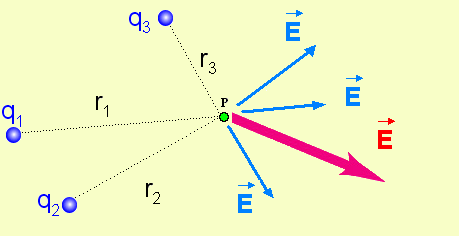 q₃
E⃗
r₃
E⃗
P
r₁
q₁
E⃗
r₂
q₂
E⃗